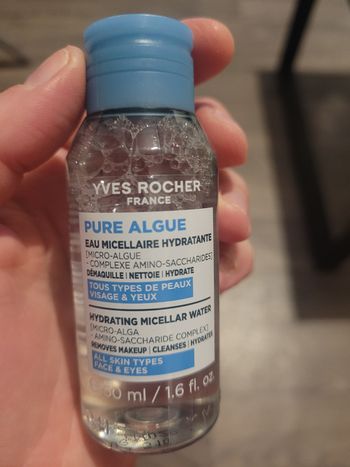 YVES ROCHER
FRANCE
PURE ALGUE
EAU MICELLAIRE HYDRATANTE
[MICRO-ALGUE
- COMPLEXE AMINO-SACCHARIDES]
DÉMAQUILLE | NETTOIE | HYDRATE
TOUS TYPES DE PEAUX
VISAGE & YEUX
HYDRATING MICELLAR WATER
[MICRO-ALGA
- AMINO-SACCHARIDE COMPLEX]
REMOVES MAKEUP | CLEANSES | HYDRATES
ALL SKIN TYPES
FACE & EYES
50 ml / 1.6 fl. oz.